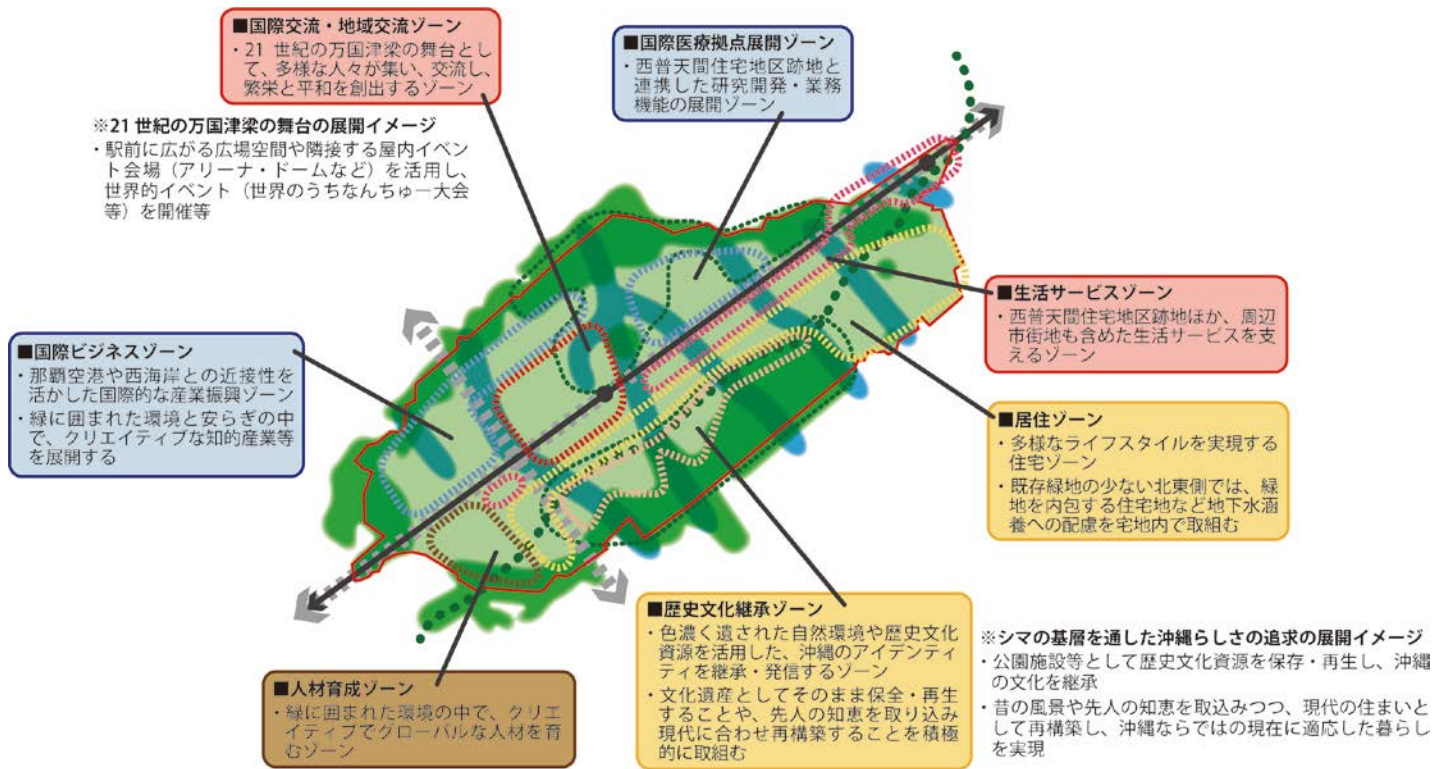 ■国際交流・地域交流ゾーン
・21 世紀の万国津梁の舞台とし
て、多様な人々が集い、交流し、
繁栄と平和を創出するゾーン
※21 世紀の万国津梁の舞台の展開イメージ
・駅前に広がる広場空間や隣接する屋内イベン
ト会場（アリーナ・ドームなど）を活用し、
世界的イベント（世界のうちなんちゅー大会
等）を開催等
■国際医療拠点展開ゾーン
・西普天間住宅地区跡地と
連携した研究開発・業務
機能の展開ゾーン
■国際ビジネスゾーン
・那覇空港や西海岸との近接性を
活かした国際的な産業振興ゾーン
・緑に囲まれた環境と安らぎの中
で、クリエイティブな知的産業等
を展開する
■生活サービスゾーン
・西普天間住宅地区跡地ほか、周辺
市街地も含めた生活サービスを支
えるゾーン
■居住ゾーン
・多様なライフスタイルを実現する
住宅ゾーン
・既存緑地の少ない北東側では、緑
地を内包する住宅地など地下水涵
養への配慮を宅地内で取組む
■歴史文化継承ゾーン
・色濃く遺された自然環境や歴史文化
資源を活用した、沖縄のアイデンティ
ティを継承・発信するゾーン
・文化遺産としてそのまま保全・再生
することや、先人の知恵を取り込み
現代に合わせ再構築することを積極
的に取組む
※シマの基層を通した沖縄らしさの追求の展開イメージ
・公園施設等として歴史文化資源を保存・再生し、沖縄
の文化を継承
・昔の風景や先人の知恵を取込みつつ、現代の住まいと
して再構築し、沖縄ならではの現在に適応した暮らし
を実現
■人材育成ゾーン
・緑に囲まれた環境の中で、クリエ
イティブでグローバルな人材を育
むゾーン